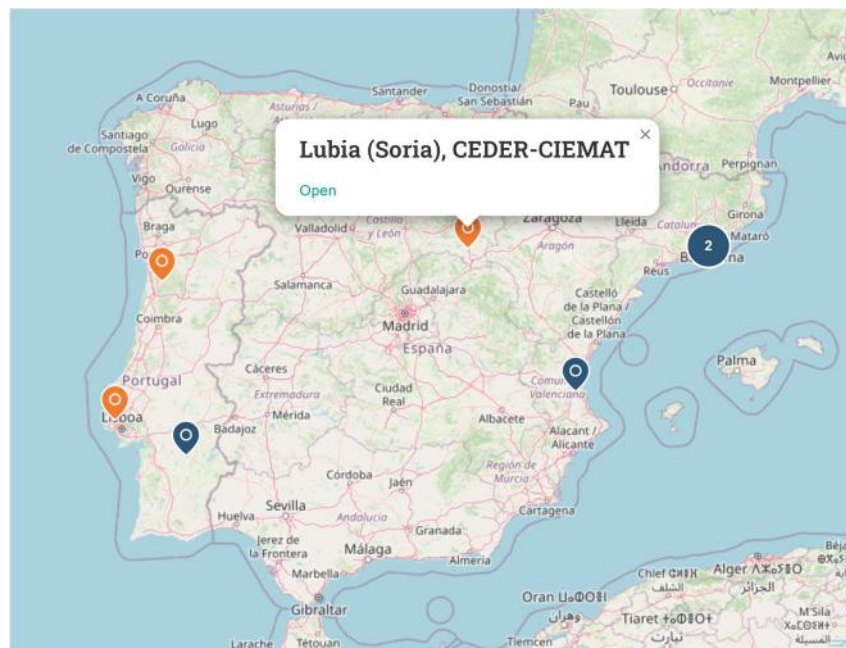 Toulouse
Occitanie
Montpellier
A Coruña
Santander
Donostia/
San Sebastián
Pau
Asturias /
Lugo
Santiago
de Compostela
Galicia
Lubia (Soria), CEDER-CIEMAT
×
Open
Andorra
Perpignan
Vigo
Ourense
Braga
Valladolid
Castilla
y León
Zaragoza
Lleida
Girona
Mataró
2
Aragón
Reus
Salamanca
Guadalajara
Coimbra
Madrid
España
Castelló
de la Plana /
Castellón
de la Plana
Palma
Portugal
Cáceres
Extremadura
Mérida
Ciudad
Real
Valenciana
Albacete
Lisboa
Badajoz
Alacant /
Alicante
Región de
Murcia
Córdoba
Jaén
Cartagena
Huelva
Sevilla
Andalucía
Granada
Jerez de
la Frontera
Málaga
Almería
Marbella
Gibraltar
Oran
وهران
Chlef
الشلف
Alger
الجزائر
Tiaret
تيارت
M'Sila
المسيلة
Larache
Tétouan
Tlemcen